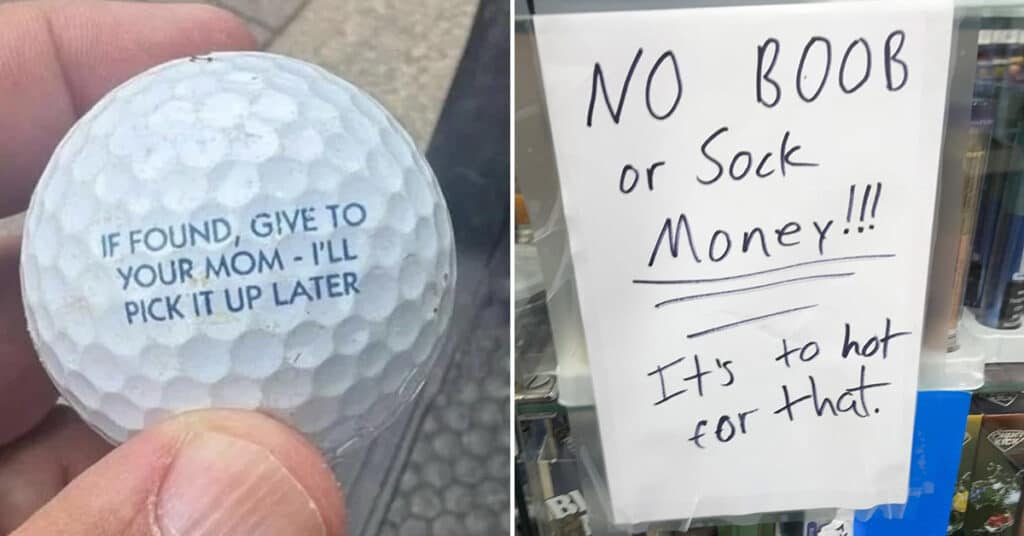 IF FOUND, GIVE TO
YOUR MOM - I'LL
PICK IT UP LATER
NO BOOB
or Sock
Money!!!
It's to hot
for that.